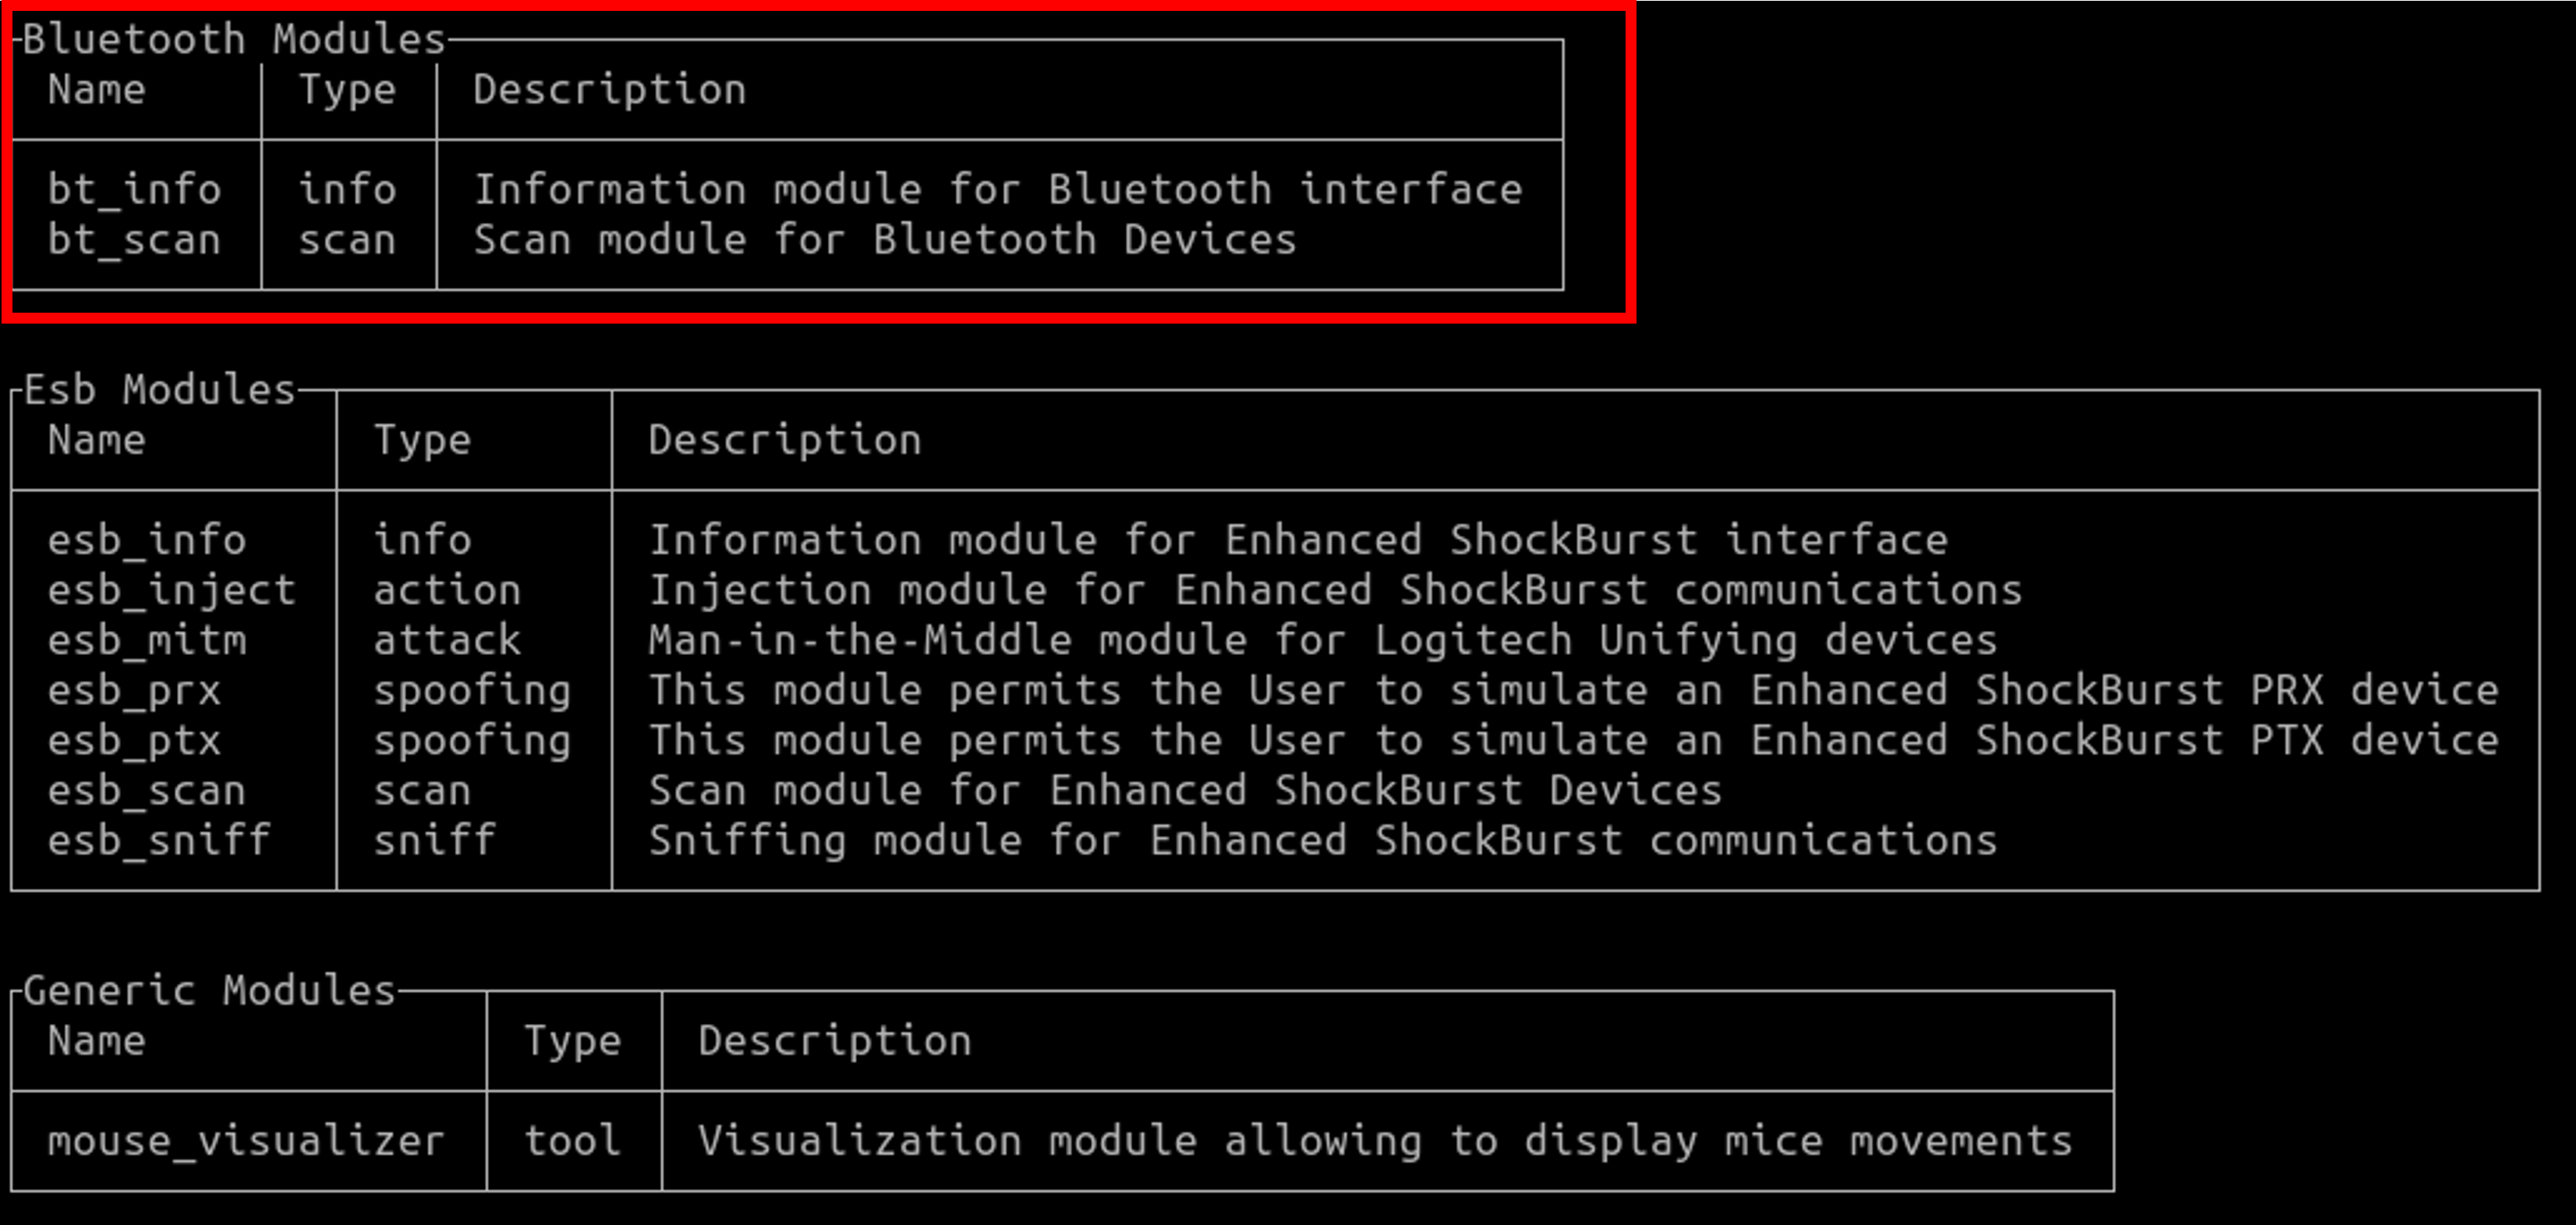 Bluetooth Modules
Name Type Description
bt_info info Information module for Bluetooth interface
bt_scan scan Scan module for Bluetooth Devices
Esb Modules
Name Type Description
esb_info info Information module for Enhanced ShockBurst interface
esb_inject action Injection module for Enhanced ShockBurst communications
esb_mitm attack Man-in-the-Middle module for Logitech Unifying devices
esb_prx spoofing This module permits the User to simulate an Enhanced ShockBurst PRX device
esb_ptx spoofing This module permits the User to simulate an Enhanced ShockBurst PTX device
esb_scan scan Scan module for Enhanced ShockBurst Devices
esb_sniff sniff Sniffing module for Enhanced ShockBurst communications
Generic Modules
Name Type Description
mouse_visualizer tool Visualization module allowing to display mice movements